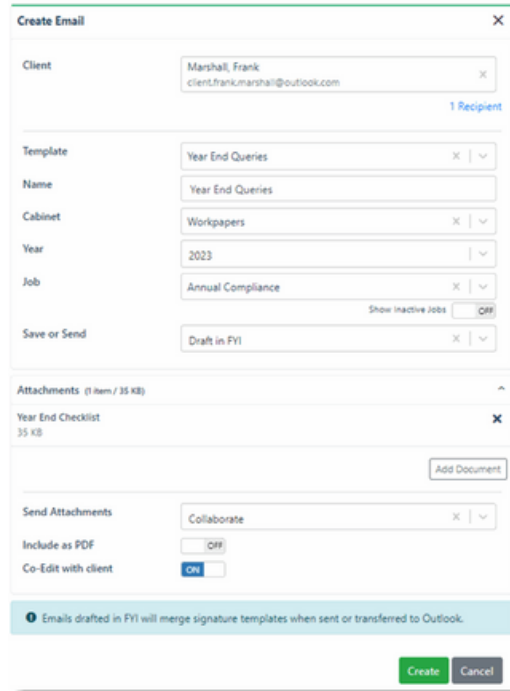 Create Email
Client
Marshall, Frank
client.frank.marshall@outlook.com
1 Recipient
Template
Year End Queries
Name
Year End Queries
Cabinet
Workpapers
Year
2023
Job
Annual Compliance
Show Inactive Jobs OFF
Save or Send
Draft in FYI
Attachments (1 item / 35 KB)
Year End Checklist
35 KB
Add Document
Send Attachments
Collaborate
Include as PDF
OFF
Co-Edit with client
ON
Emails drafted in FYI will merge signature templates when sent or transferred to Outlook.
Create Cancel